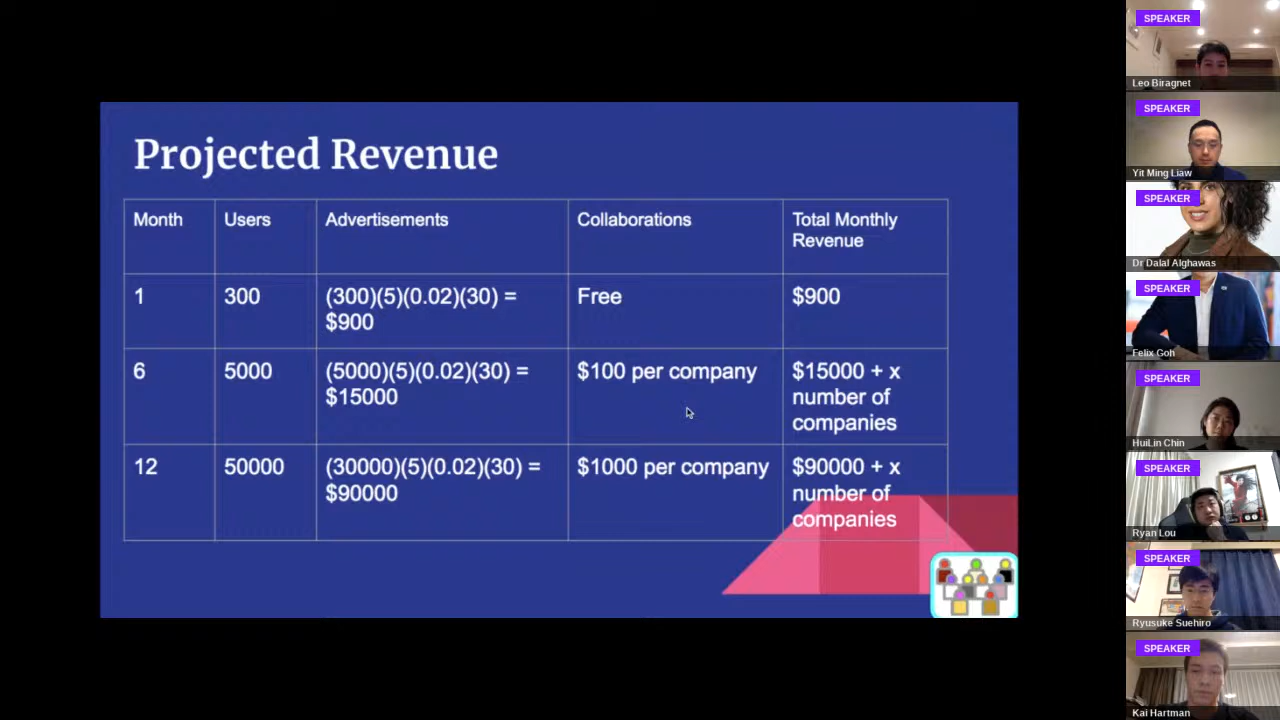 Projected Revenue
Month
Users
Advertisements
Collaborations
Total Monthly
Revenue
1
300
(300)(5)(0.02)(30) =
$900
Free
$900
6
5000
(5000)(5)(0.02)(30) =
$15000
$100 per company
$15000 + x
number of
companies
12
50000
(30000)(5)(0.02)(30) =
$90000
$1000 per company
$90000 + x
number of
companies
SPEAKER
Leo Biragnet
SPEAKER
Yit Ming Liaw
SPEAKER
Dr Dalal Alghawas
SPEAKER
Felix Goh
SPEAKER
HuiLin Chin
SPEAKER
Ryan Lou
SPEAKER
Ryusuke Suehiro
SPEAKER
Kai Hartman